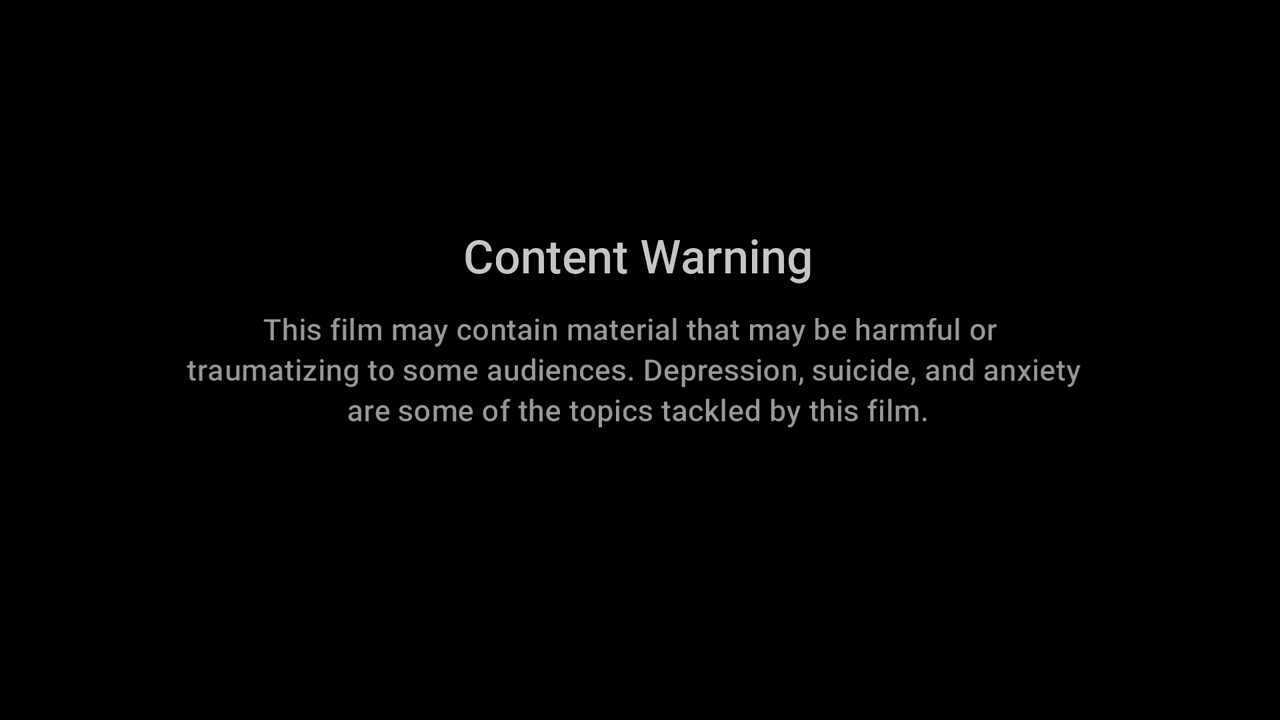 Content Warning
This film may contain material that may be harmful or
traumatizing to some audiences. Depression, suicide, and anxiety
are some of the topics tackled by this film.